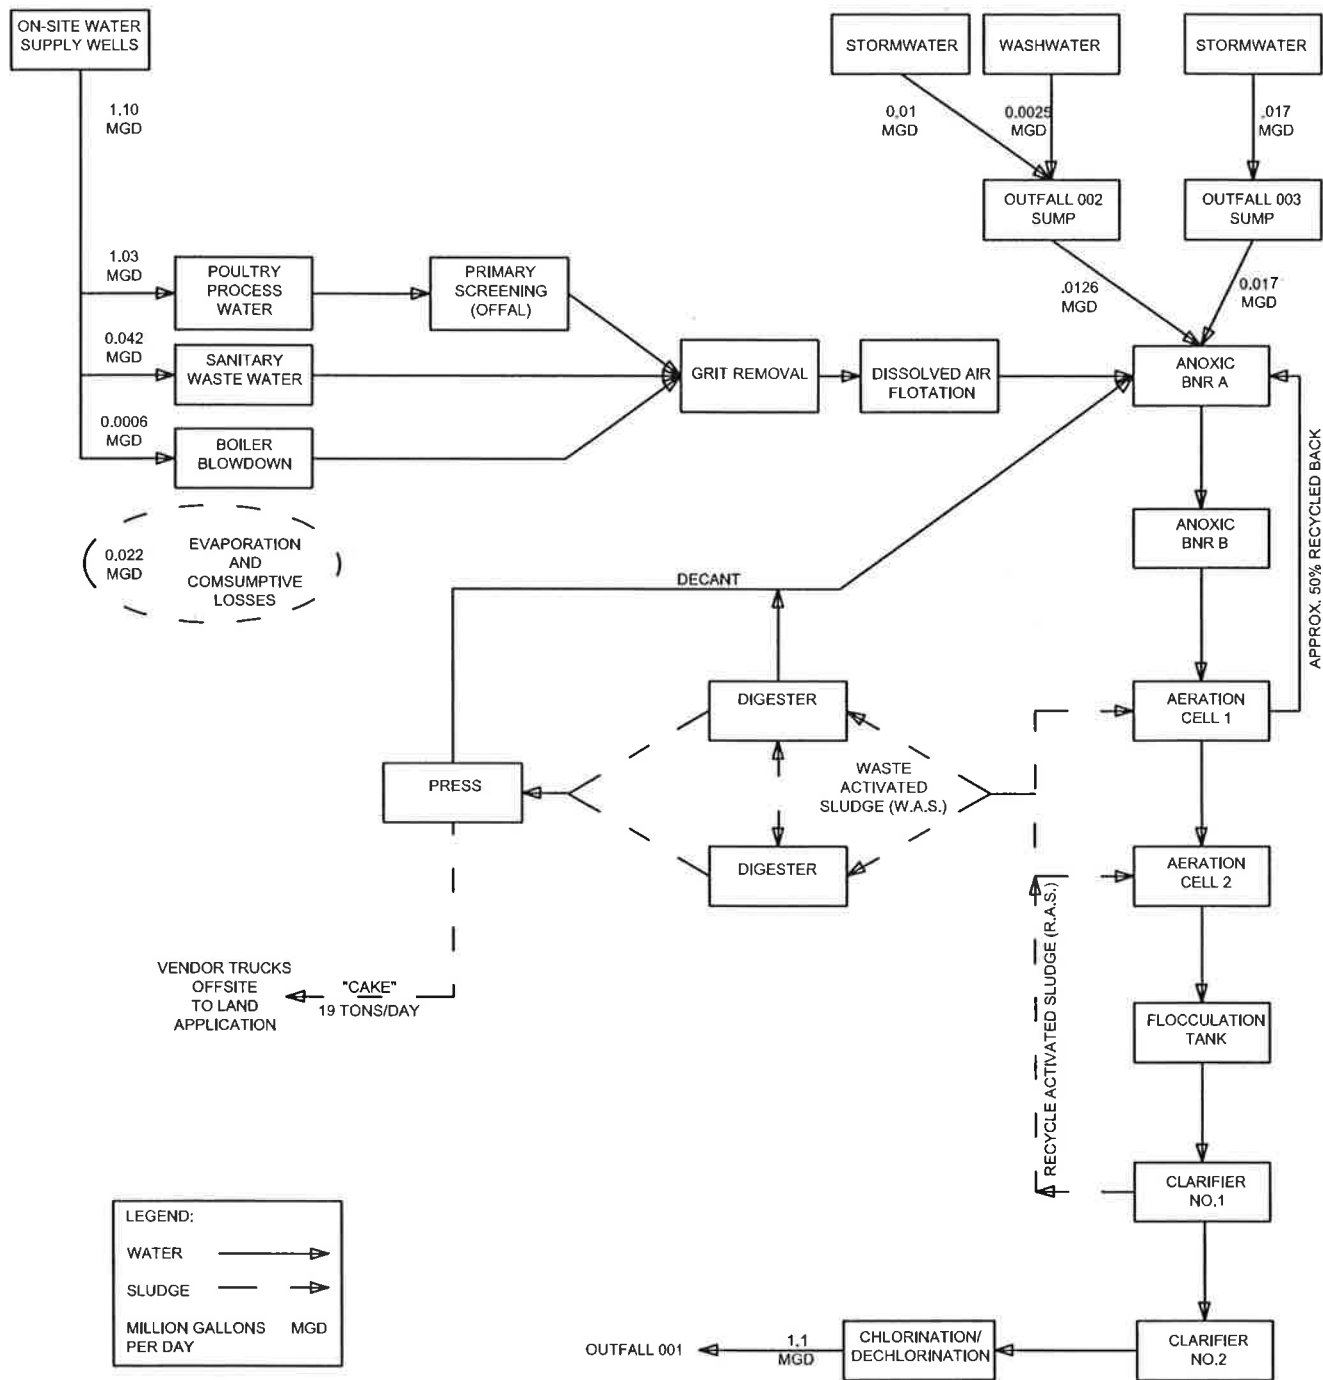 ON-SITE WATER
SUPPLY WELLS
STORMWATER
WASHWATER
STORMWATER
1.10
MGD
0.01
MGD
0.0025
MGD
.017
MGD
OUTFALL 002
SUMP
OUTFALL 003
SUMP
1.03
MGD
POULTRY
PROCESS
WATER
PRIMARY
SCREENING
(OFFAL)
.0126
MGD
0.017
MGD
0.042
MGD
SANITARY
WASTE WATER
GRIT REMOVAL
DISSOLVED AIR
FLOTATION
ANOXIC
BNR A
0.0006
MGD
BOILER
BLOWDOWN
APPROX. 50% RECYCLED BACK
ANOXIC
BNR B
0.022
MGD
EVAPORATION
AND
COMSUMPTIVE
LOSSES
DECANT
DIGESTER
AERATION
CELL 1
PRESS
WASTE
ACTIVATED
SLUDGE (W.A.S.)
DIGESTER
AERATION
CELL 2
RECYCLE ACTIVATED SLUDGE (R.A.S.)
VENDOR TRUCKS
OFFSITE
TO LAND
APPLICATION
"CAKE"
19 TONS/DAY
FLOCCULATION
TANK
CLARIFIER
NO.1
LEGEND:
WATER
SLUDGE
MILLION GALLONS MGD
PER DAY
OUTFALL 001
1.1
MGD
CHLORINATION/
DECHLORINATION
CLARIFIER
NO.2